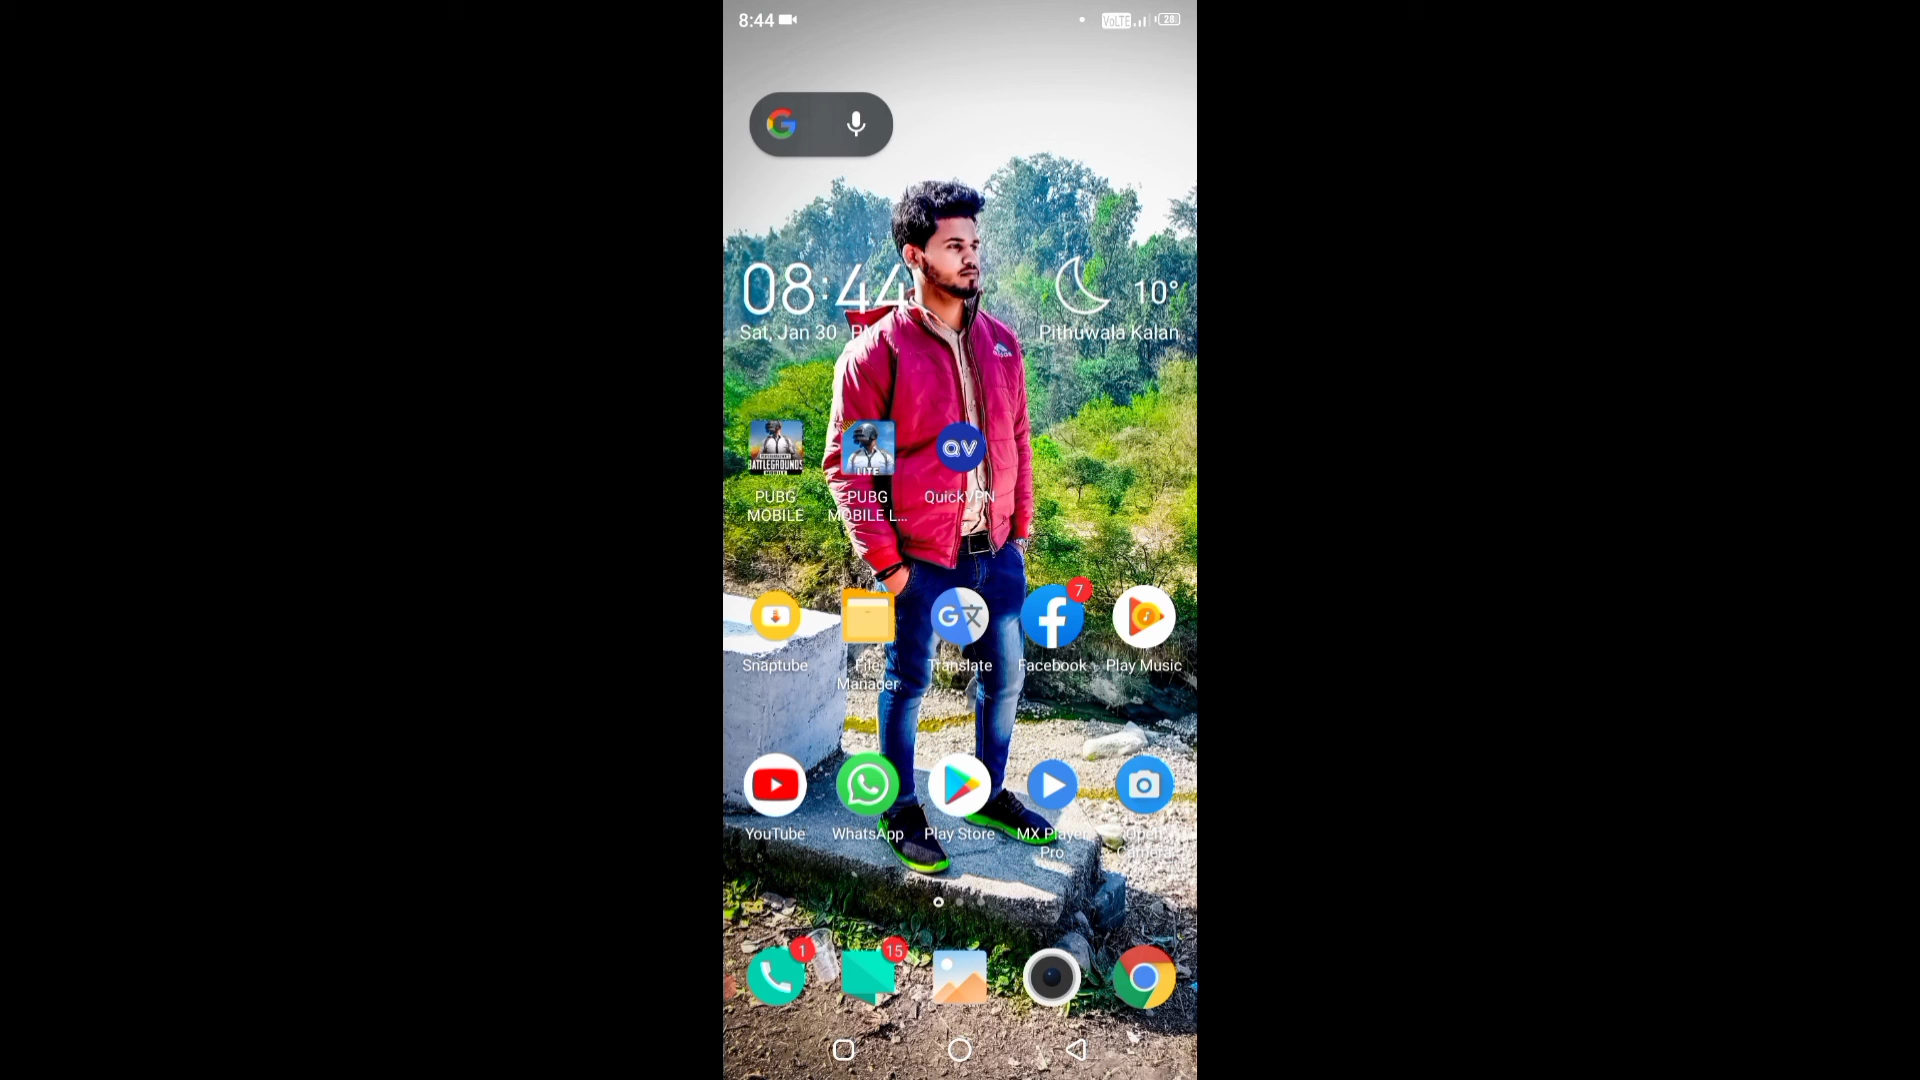 8:44
VoLTE
28
08:44
10°
Sat, Jan 30 PM
Pithuwala Kalan
BATTLEGROUNDS
LITE
QV
PUBG
MOBILE
PUBG
MOBILE L...
QuickVPN
7
Snaptube
File
Manager
Translate
Facebook
Play Music
YouTube
WhatsApp
Play Store
MX Player
Pro
Open
Camera
1
15